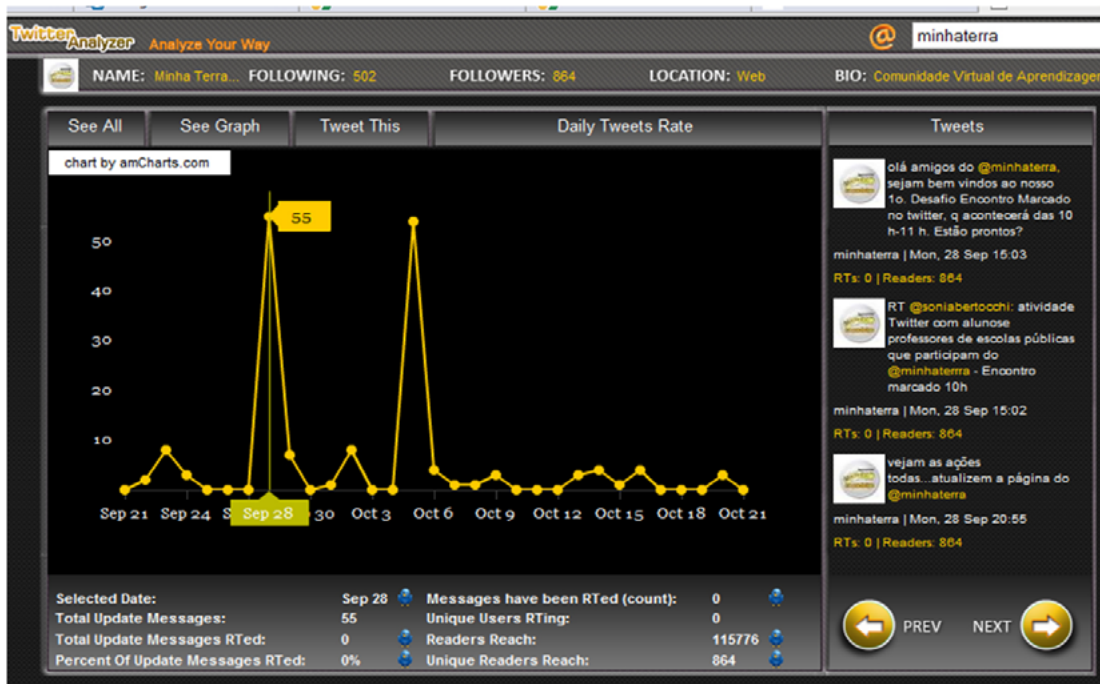 Twitter Analyzer Analyze Your Way @ minhaterra
NAME: Minha Terra... FOLLOWING: 502 FOLLOWERS: 864 LOCATION: Web BIO: Comunidade Virtual de Aprendizagen
See All See Graph Tweet This Daily Tweets Rate
chart by amCharts.com
55
50
40
30
20
10
Sep 21 Sep 24 S Sep 28 30 Oct 3 Oct 6 Oct 9 Oct 12 Oct 15 Oct 18 Oct 21
Selected Date: Sep 28
Total Update Messages: 55
Total Update Messages RTed: 0
Percent Of Update Messages RTed: 0%
Messages have been RTed (count): 0
Unique Users RTing: 0
Readers Reach: 115776
Unique Readers Reach: 864
Tweets
olá amigos do @minhaterra,
sejam bem vindos ao nosso
1o. Desafio Encontro Marcado
no twitter, q acontecerá das 10
h-11 h. Estão prontos?
minhaterra | Mon, 28 Sep 15:03
RTs: 0 | Readers: 864
RT @soniabertocchi: atividade
Twitter com alunose
professores de escolas públicas
que participam do
@minhaterrra - Encontro
marcado 10h
minhaterra | Mon, 28 Sep 15:02
RTs: 0 | Readers: 864
vejam as ações
todas...atualizem a página do
@minhaterra
minhaterra | Mon, 28 Sep 20:55
RTs: 0 | Readers: 864
PREV NEXT